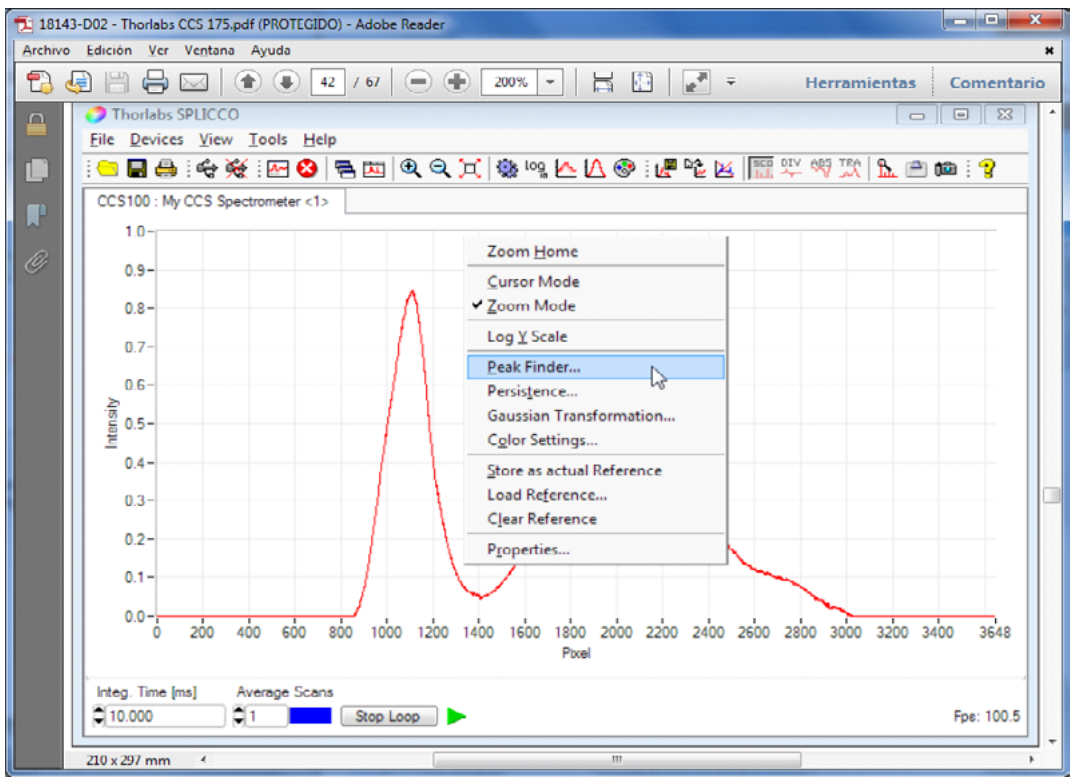 18143-D02 - Thorlabs CCS 175.pdf (PROTEGIDO) - Adobe Reader
Archivo Edición Ver Ventana Ayuda
42 / 67 200% Herramientas Comentario
Thorlabs SPLICCO
File Devices View Tools Help
log 10 SCO DIV ABS TRA
CCS100 : My CCS Spectrometer <1>
1.0
0.9
0.8
0.7
0.6
0.5
0.4
0.3
0.2
0.1
0.0
Intensity
Zoom Home
Cursor Mode
Zoom Mode
Log Y Scale
Peak Finder...
Persistence...
Gaussian Transformation...
Color Settings...
Store as actual Reference
Load Reference...
Clear Reference
Properties...
0 200 400 600 800 1000 1200 1400 1600 1800 2000 2200 2400 2600 2800 3000 3200 3400 3648
Pixel
Integ. Time [ms] Average Scans
10.000 1 Stop Loop Fps: 100.5
210 x 297 mm